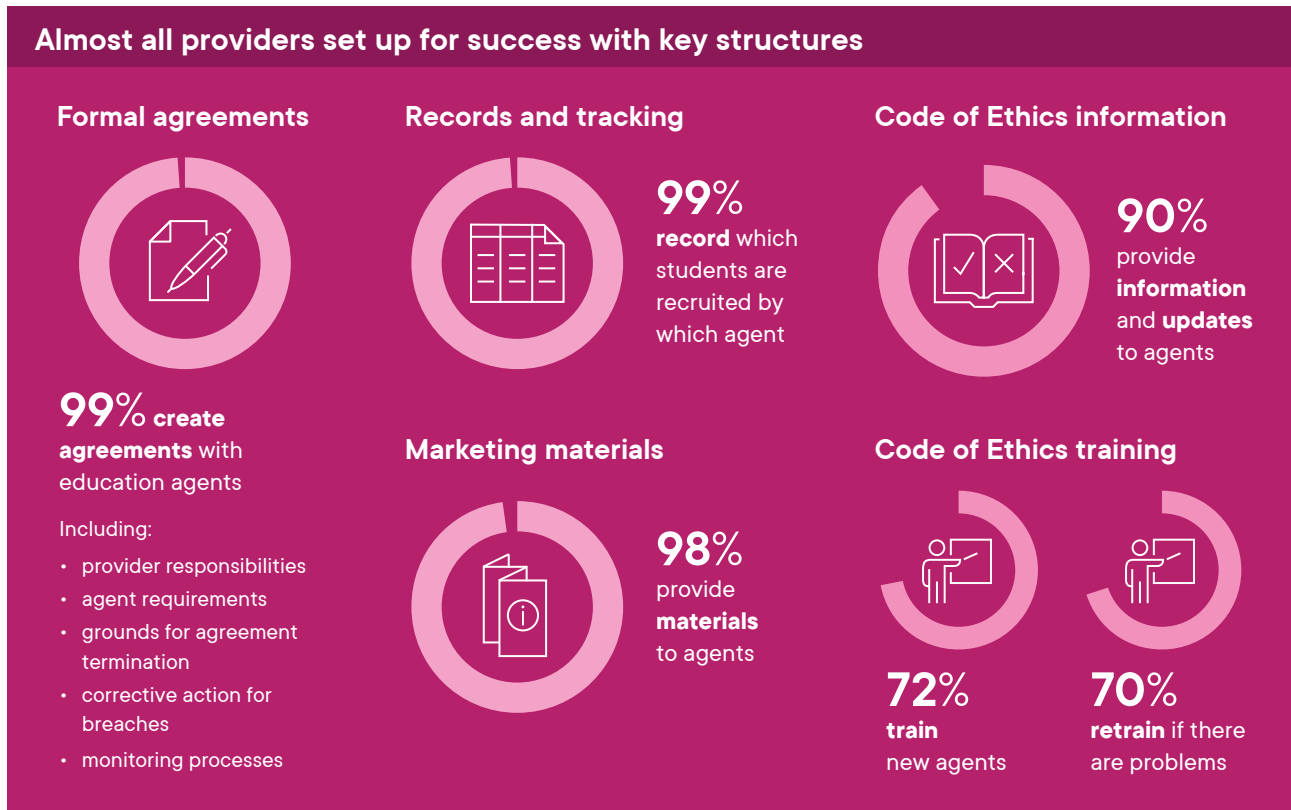 Almost all providers set up for success with key structures
Formal agreements
99% create
agreements with
education agents
Including:
• provider responsibilities
• agent requirements
• grounds for agreement
termination
• corrective action for
breaches
• monitoring processes
Records and tracking
99%
record which
students are
recruited by
which agent
Marketing materials
98%
provide
materials
to agents
Code of Ethics information
90%
provide
information
and updates
to agents
Code of Ethics training
72%
train
new agents
70%
retrain if there
are problems